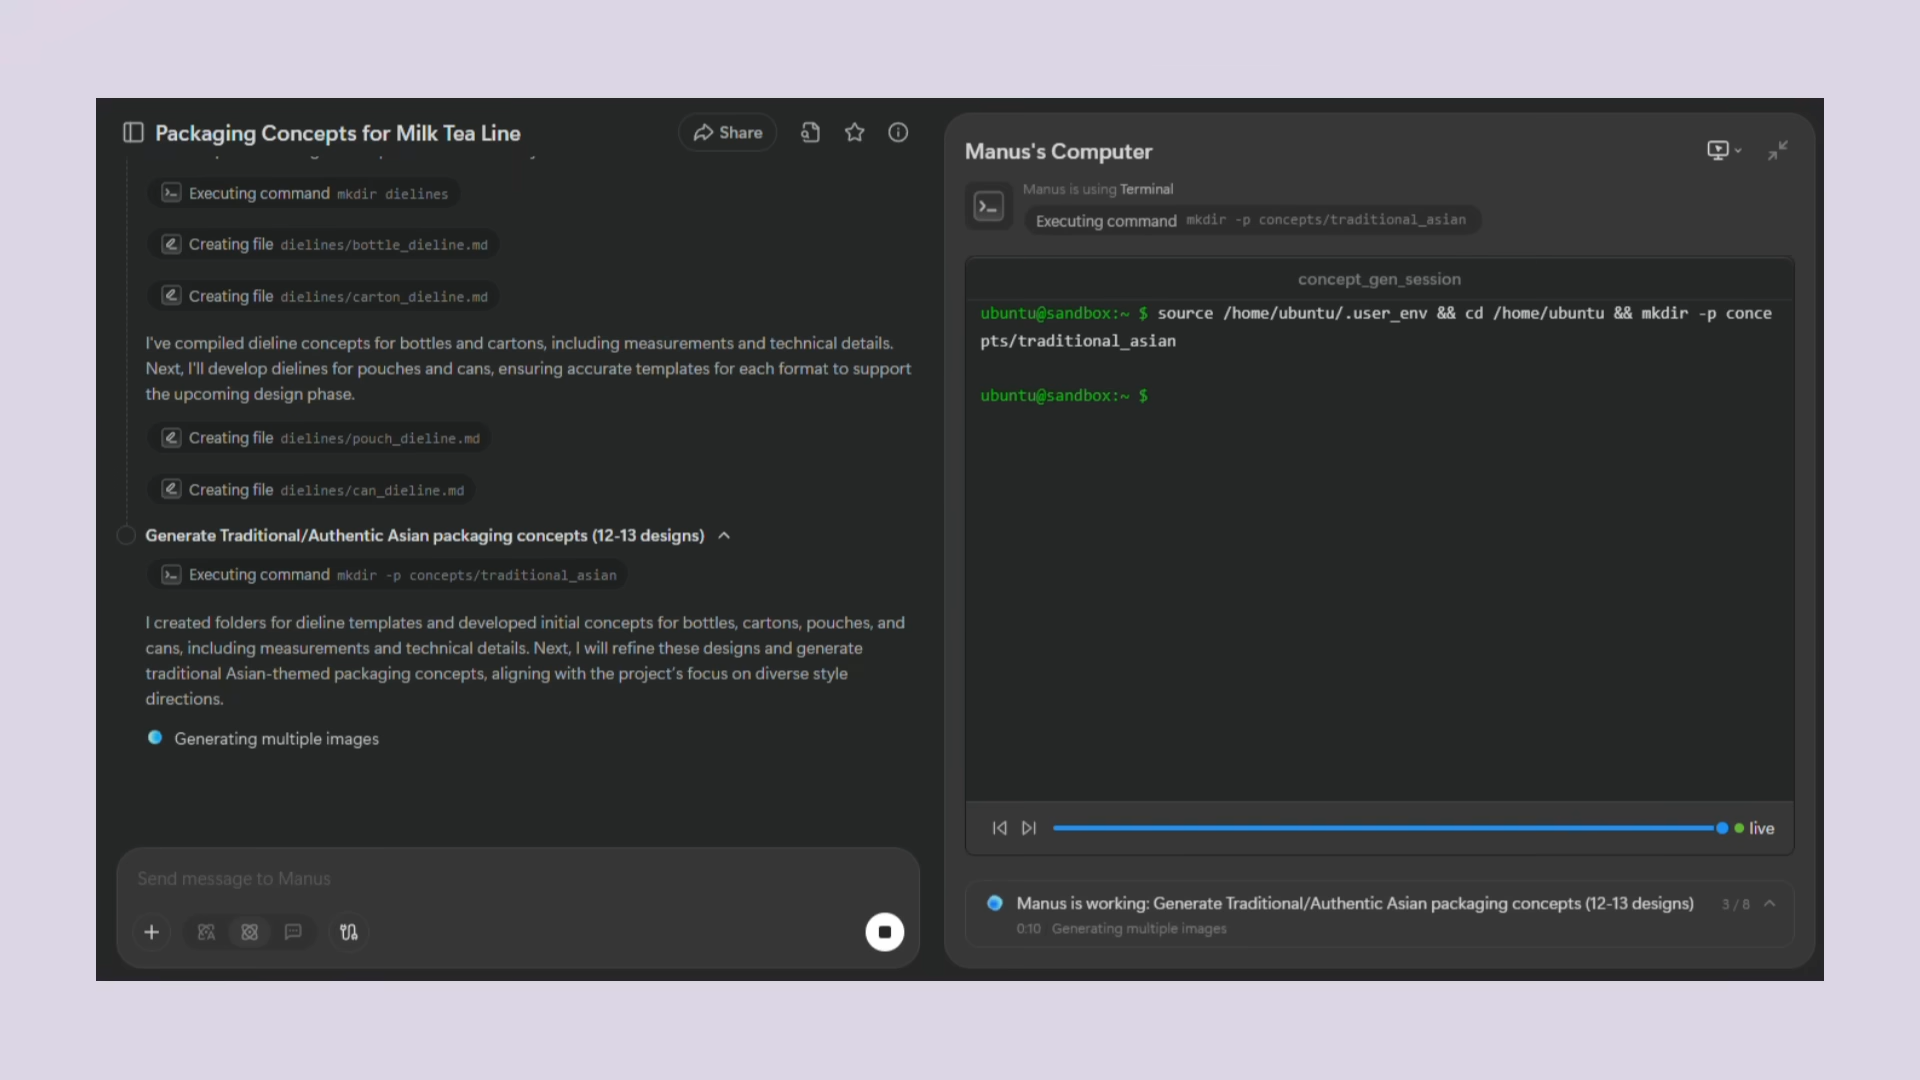 Packaging Concepts for Milk Tea Line
Share
Executing command mkdir dielines
Creating file dielines/bottle_dieline.md
Creating file dielines/carton_dieline.md
I've compiled dieline concepts for bottles and cartons, including measurements and technical details.
Next, I'll develop dielines for pouches and cans, ensuring accurate templates for each format to support
the upcoming design phase.
Creating file dielines/pouch_dieline.md
Creating file dielines/can_dieline.md
Generate Traditional/Authentic Asian packaging concepts (12-13 designs)
Executing command mkdir -p concepts/traditional_asian
I created folders for dieline templates and developed initial concepts for bottles, cartons, pouches, and
cans, including measurements and technical details. Next, I will refine these designs and generate
traditional Asian-themed packaging concepts, aligning with the project's focus on diverse style
directions.
Generating multiple images
Send message to Manus
Manus's Computer
Manus is using Terminal
Executing command mkdir -p concepts/traditional_asian
concept_gen_session
ubuntu@sandbox:~ $ source /home/ubuntu/.user_env && cd /home/ubuntu && mkdir -p conce
pts/traditional_asian
ubuntu@sandbox:~ $
live
Manus is working: Generate Traditional/Authentic Asian packaging concepts (12-13 designs) 3 / 8
0:10 Generating multiple images